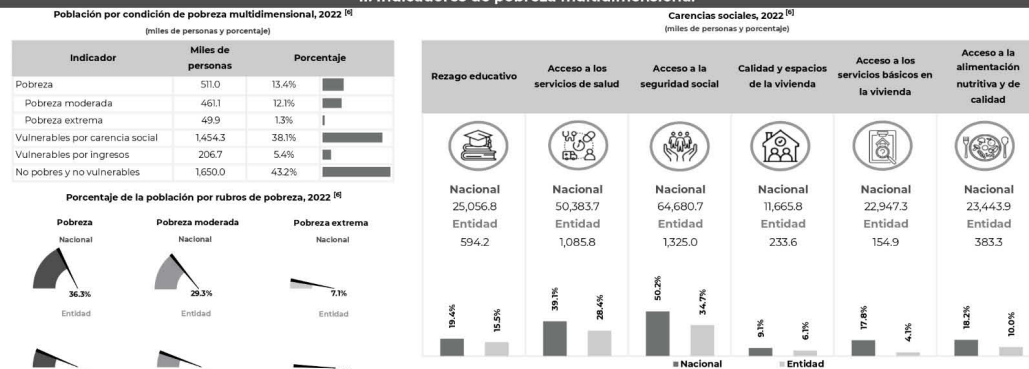 II. Indicadores de pobreza multidimensional
Población por condición de pobreza multidimensional, 2022 [6]
(miles de personas y porcentaje)
Indicador Miles de personas Porcentaje
Pobreza 511.0 13.4%
Pobreza moderada 461.1 12.1%
Pobreza extrema 49.9 1.3%
Vulnerables por carencia social 1,454.3 38.1%
Vulnerables por ingresos 206.7 5.4%
No pobres y no vulnerables 1,650.0 43.2%
Porcentaje de la población por rubros de pobreza, 2022 [6]
Pobreza Pobreza moderada Pobreza extrema
Nacional Nacional Nacional
36.3% 29.3% 7.1%
Entidad Entidad Entidad
Carencias sociales, 2022 [6]
(miles de personas y porcentaje)
Rezago educativo
Acceso a los
servicios de salud
Acceso a la
seguridad social
Calidad y espacios
de la vivienda
Acceso a los
servicios básicos en
la vivienda
Acceso a la
alimentación
nutritiva y de
calidad
Nacional Nacional Nacional Nacional Nacional Nacional
25,056.8 50,383.7 64,680.7 11,665.8 22,947.3 23,443.9
Entidad Entidad Entidad Entidad Entidad Entidad
594.2 1,085.8 1,325.0 233.6 154.9 383.3
19.4% 15.5% 39.1% 28.4% 50.2% 34.7% 9.1% 6.1% 17.8% 4.1% 18.2% 10.0%
Nacional Entidad